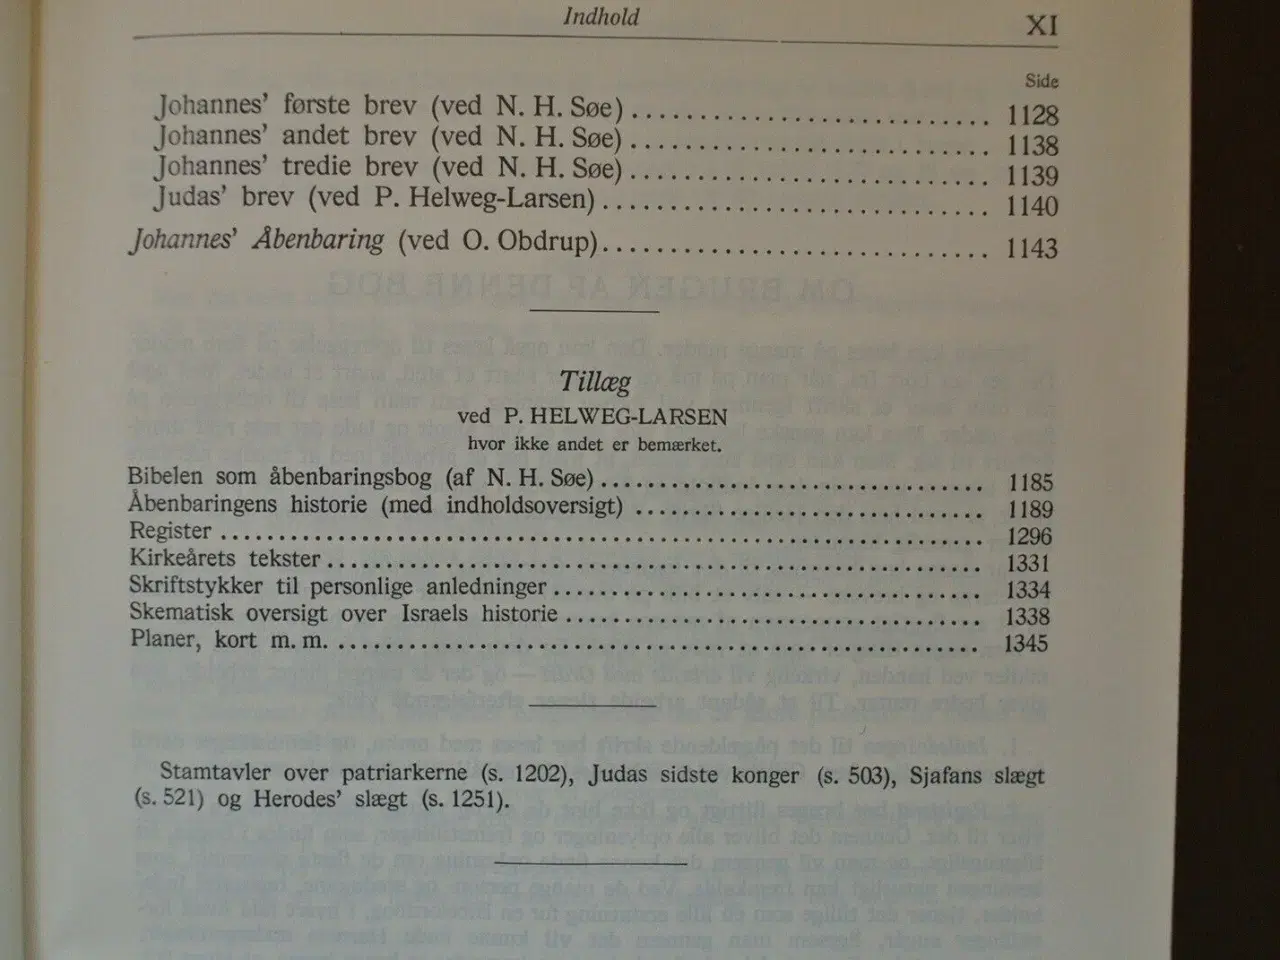 Indhold
XI
Side
Johannes' første brev (ved N. H. Søe) ............................... 1128
Johannes' andet brev (ved N. H. Søe) ............................... 1138
Johannes' tredie brev (ved N. H. Søe) ............................... 1139
Judas' brev (ved P. Helweg-Larsen) ................................. 1140
Johannes' Åbenbaring (ved O. Obdrup) ................................. 1143
Tillæg
ved P. HELWEG-LARSEN
hvor ikke andet er bemærket.
Bibelen som åbenbaringsbog (af N. H. Søe) ................................. 1185
Åbenbaringens historie (med indholdsoversigt) .............................. 1189
Register ................................................................. 1296
Kirkeårets tekster ........................................................ 1331
Skriftstykker til personlige anledninger ..................................... 1334
Skematisk oversigt over Israels historie .................................... 1338
Planer, kort m. m. ....................................................... 1345
Stamtavler over patriarkerne (s. 1202), Judas sidste konger (s. 503), Sjafans slægt
(s. 521) og Herodes' slægt (s. 1251).